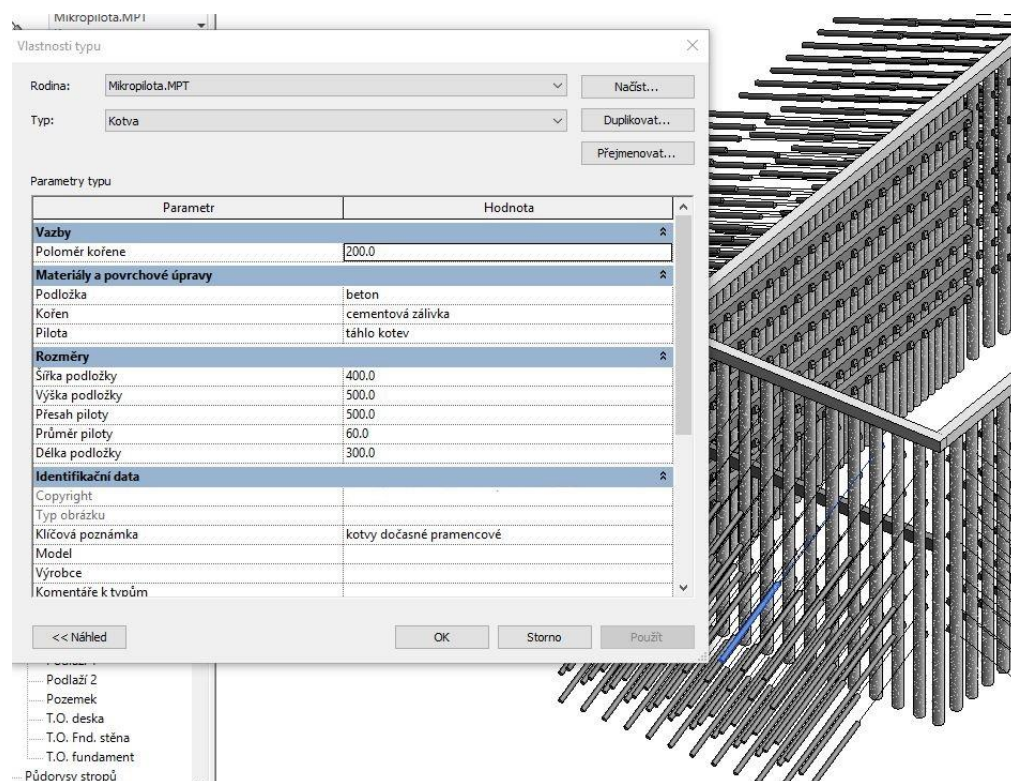 Mikropilota.MPT
Vlastnosti typu
Rodina: Mikropilota.MPT Načíst...
Typ: Kotva Duplikovat...
Přejmenovat...
Parametry typu
Parametr Hodnota
Vazby
Poloměr kořene 200.0
Materiály a povrchové úpravy
Podložka beton
Kořen cementová zálivka
Pilota táhlo kotev
Rozměry
Šířka podložky 400.0
Výška podložky 500.0
Přesah piloty 500.0
Průměr piloty 60.0
Délka podložky 300.0
Identifikační data
Copyright
Typ obrázku
Klíčová poznámka kotvy dočasné pramencové
Model
Výrobce
Komentáře k typům
<< Náhled OK Storno Použít
Podlaží 2
Pozemek
T.O. deska
T.O. Fnd. stěna
T.O. fundament
Půdorysy stropů